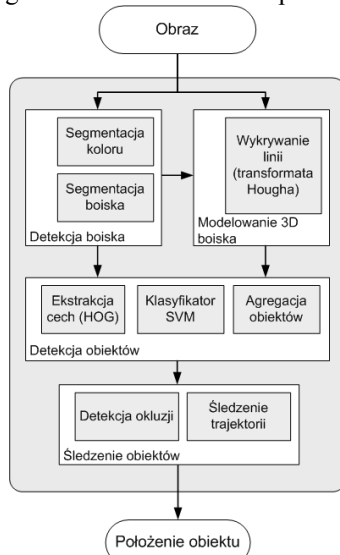 Obraz
Segmentacja
koloru
Segmentacja
boiska
Detekcja boiska
Wykrywanie
linii
(transformata
Hougha)
Modelowanie 3D
boiska
Ekstrakcja
cech (HOG)
Klasyfikator
SVM
Agregacja
obiektów
Detekcja obiektów
Detekcja okluzji
Śledzenie
trajektorii
Śledzenie obiektów
Położenie obiektu